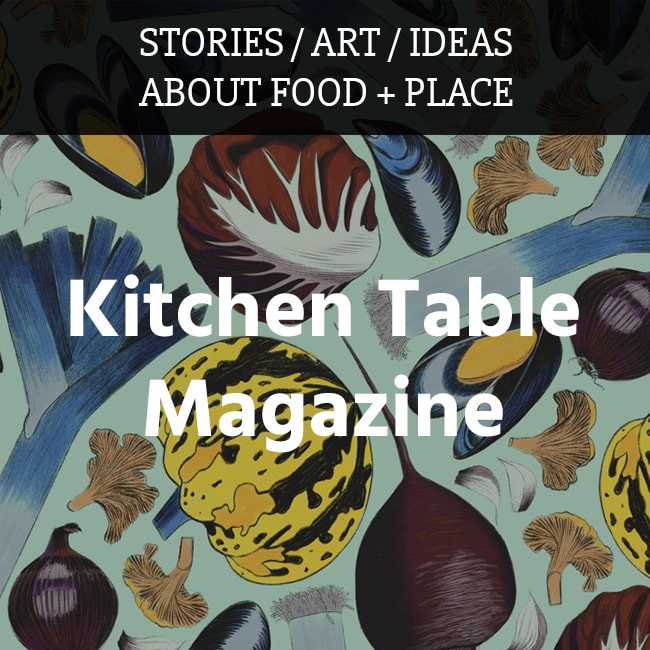 STORIES / ART / IDEAS
ABOUT FOOD + PLACE
Kitchen Table
Magazine